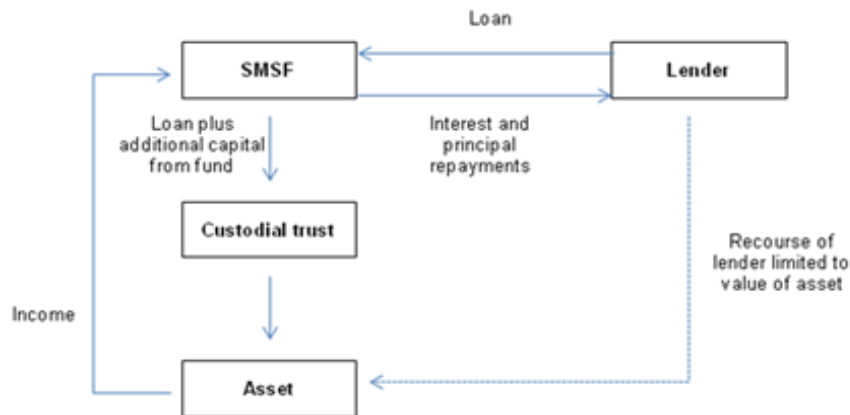 Loan
SMSF
Lender
Loan plus
additional capital
from fund
Interest and
principal
repayments
Custodial trust
Recourse of
lender limited to
value of asset
Income
Asset